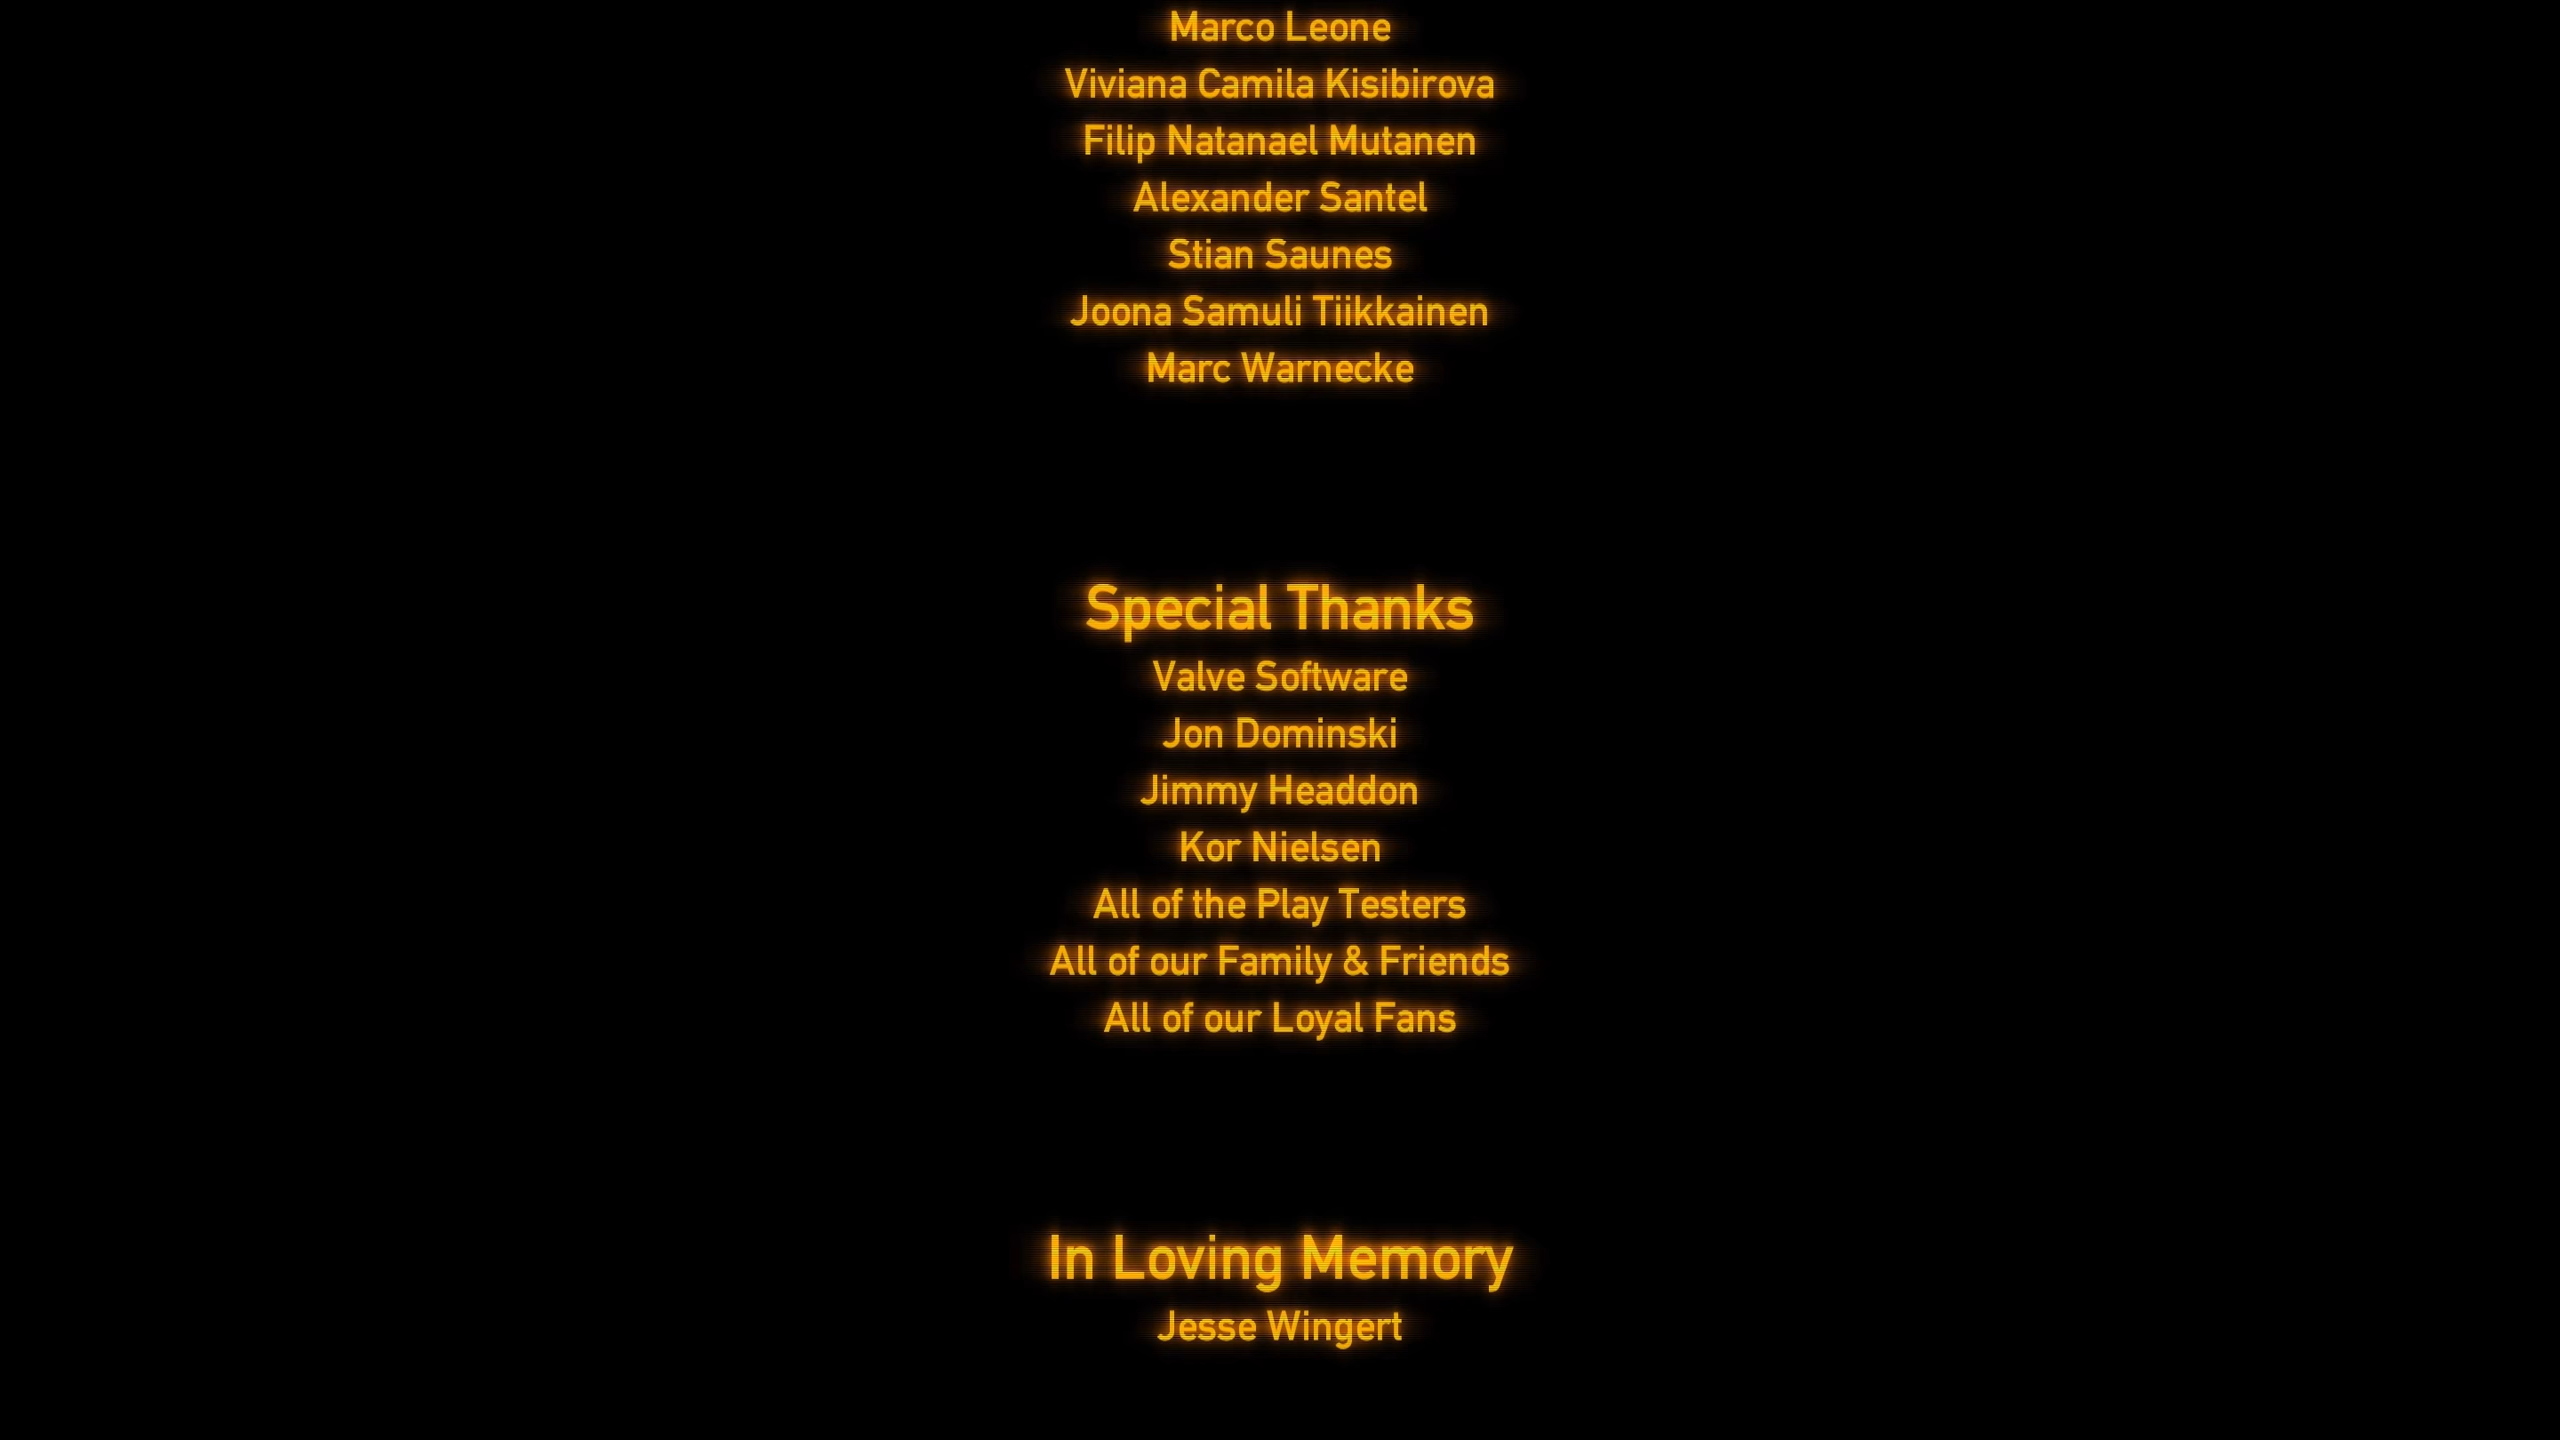 Marco Leone
Viviana Camila Kisibirova
Filip Natanael Mutanen
Alexander Santel
Stian Saunes
Joona Samuli Tiikkainen
Marc Warnecke
Special Thanks
Valve Software
Jon Dominski
Jimmy Headdon
Kor Nielsen
All of the Play Testers
All of our Family & Friends
All of our Loyal Fans
In Loving Memory
Jesse Wingert